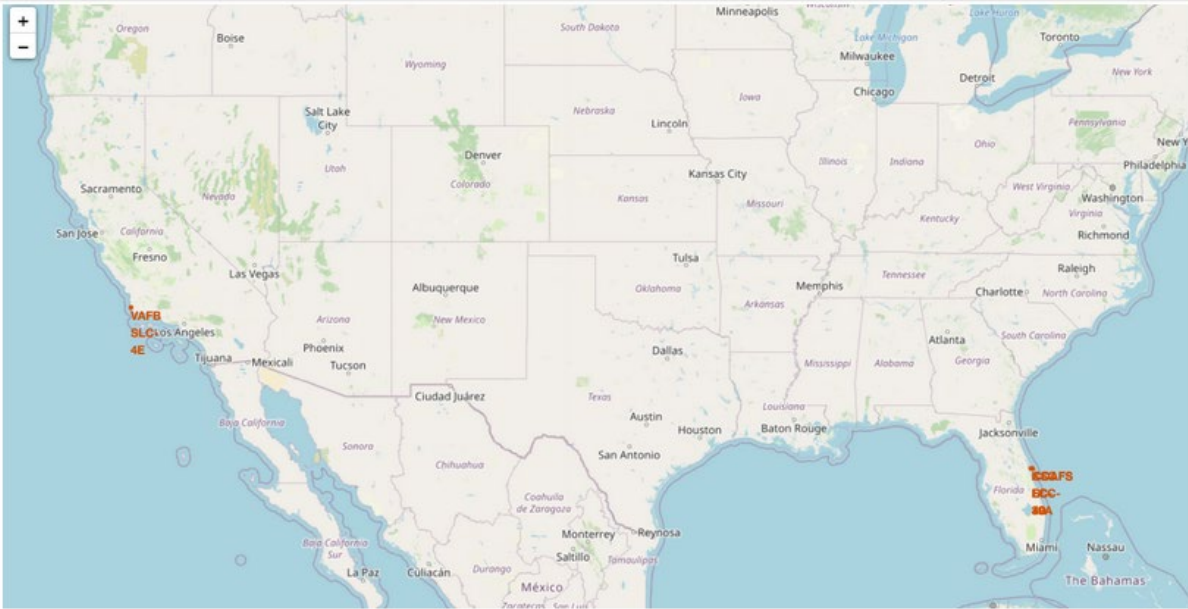 +
−
Oregon
Boise
South Dakota
Minneapolis
Lake Huron
Toronto
Lake Michigan
Milwaukee
Wyoming
Detroit
New York
Chicago
Iowa
Nebraska
Salt Lake
City
Lincoln
Pennsylvania
New Y
Ohio
Denver
Illinois
Indiana
Philadelphia
Utah
Kansas City
Colorado
Sacramento
Nevada
Kansas
Missouri
West Virginia
Washington
Virginia
Kentucky
San Jose
California
Richmond
Fresno
Las Vegas
Tulsa
Raleigh
Tennessee
Albuquerque
Oklahoma
Memphis
Charlotte
North Carolina
Arkansas
VAFB
SLC-
4E
Los Angeles
Arizona
New Mexico
South Carolina
Atlanta
Phoenix
Dallas
Tijuana
Mexicali
Tucson
Mississippi
Alabama
Georgia
Ciudad Juárez
Texas
Louisiana
Austin
Baja California
Houston
Baton Rouge
Jacksonville
Sonora
San Antonio
Chihuahua
Florida
Coahuila
de Zaragoza
Monterrey
Reynosa
Baja California
Sur
Saltillo
Tamaulipas
Miami
Nassau
La Paz
Culiacán
Durango
México
The Bahamas
Zacatecas
San Luis